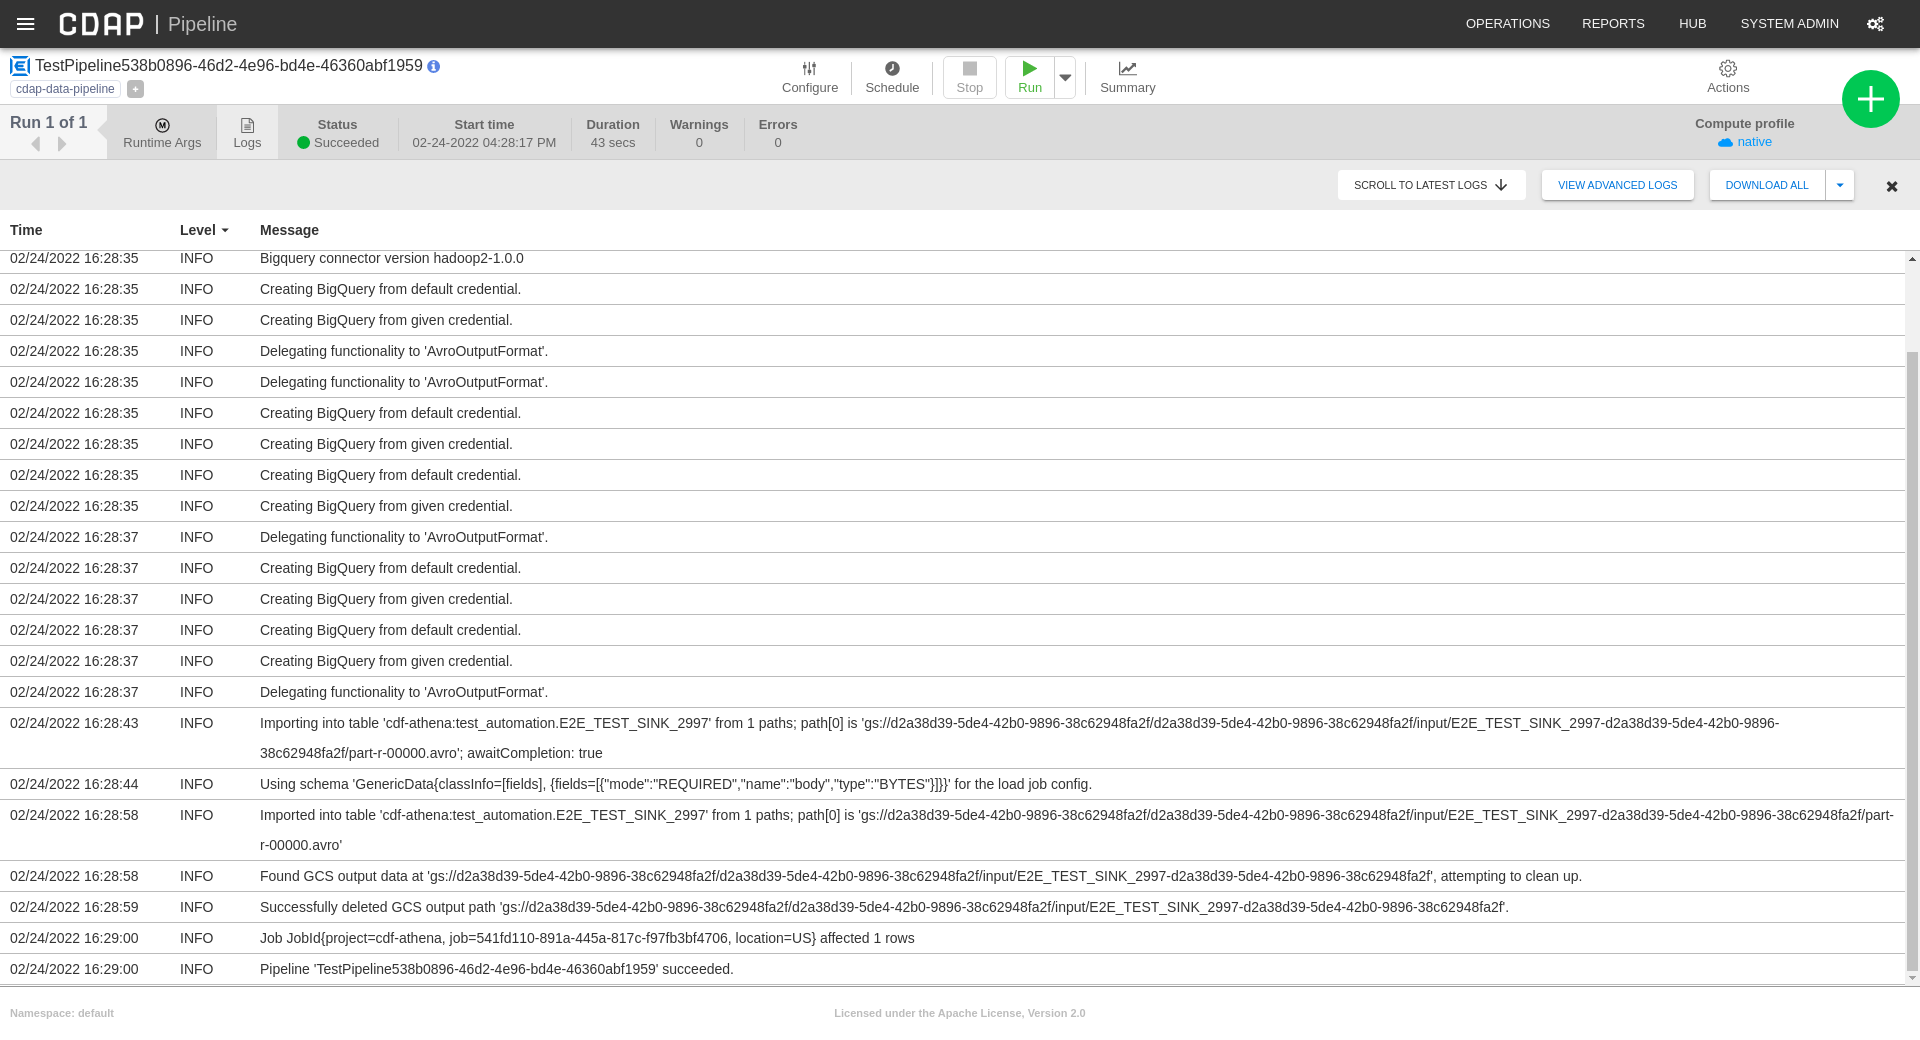 CDAP | Pipeline
OPERATIONS REPORTS HUB SYSTEM ADMIN
TestPipeline538b0896-46d2-4e96-bd4e-46360abf1959
cdap-data-pipeline +
Configure Schedule Stop Run Summary Actions
Run 1 of 1
Runtime Args
Logs
Status
Succeeded
Start time
02-24-2022 04:28:17 PM
Duration
43 secs
Warnings
0
Errors
0
Compute profile
native
SCROLL TO LATEST LOGS VIEW ADVANCED LOGS DOWNLOAD ALL
Time Level Message
02/24/2022 16:28:35 INFO Bigquery connector version hadoop2-1.0.0
02/24/2022 16:28:35 INFO Creating BigQuery from default credential.
02/24/2022 16:28:35 INFO Creating BigQuery from given credential.
02/24/2022 16:28:35 INFO Delegating functionality to 'AvroOutputFormat'.
02/24/2022 16:28:35 INFO Delegating functionality to 'AvroOutputFormat'.
02/24/2022 16:28:35 INFO Creating BigQuery from default credential.
02/24/2022 16:28:35 INFO Creating BigQuery from given credential.
02/24/2022 16:28:35 INFO Creating BigQuery from default credential.
02/24/2022 16:28:35 INFO Creating BigQuery from given credential.
02/24/2022 16:28:37 INFO Delegating functionality to 'AvroOutputFormat'.
02/24/2022 16:28:37 INFO Creating BigQuery from default credential.
02/24/2022 16:28:37 INFO Creating BigQuery from given credential.
02/24/2022 16:28:37 INFO Creating BigQuery from default credential.
02/24/2022 16:28:37 INFO Creating BigQuery from given credential.
02/24/2022 16:28:37 INFO Delegating functionality to 'AvroOutputFormat'.
02/24/2022 16:28:43 INFO Importing into table 'cdf-athena:test_automation.E2E_TEST_SINK_2997' from 1 paths; path[0] is 'gs://d2a38d39-5de4-42b0-9896-38c62948fa2f/d2a38d39-5de4-42b0-9896-38c62948fa2f/input/E2E_TEST_SINK_2997-d2a38d39-5de4-42b0-9896-
38c62948fa2f/part-r-00000.avro'; awaitCompletion: true
02/24/2022 16:28:44 INFO Using schema 'GenericData{classInfo=[fields], {fields=[{"mode":"REQUIRED","name":"body","type":"BYTES"}]}}' for the load job config.
02/24/2022 16:28:58 INFO Imported into table 'cdf-athena:test_automation.E2E_TEST_SINK_2997' from 1 paths; path[0] is 'gs://d2a38d39-5de4-42b0-9896-38c62948fa2f/d2a38d39-5de4-42b0-9896-38c62948fa2f/input/E2E_TEST_SINK_2997-d2a38d39-5de4-42b0-9896-38c62948fa2f/part-
r-00000.avro'
02/24/2022 16:28:58 INFO Found GCS output data at 'gs://d2a38d39-5de4-42b0-9896-38c62948fa2f/d2a38d39-5de4-42b0-9896-38c62948fa2f/input/E2E_TEST_SINK_2997-d2a38d39-5de4-42b0-9896-38c62948fa2f', attempting to clean up.
02/24/2022 16:28:59 INFO Successfully deleted GCS output path 'gs://d2a38d39-5de4-42b0-9896-38c62948fa2f/d2a38d39-5de4-42b0-9896-38c62948fa2f/input/E2E_TEST_SINK_2997-d2a38d39-5de4-42b0-9896-38c62948fa2f'.
02/24/2022 16:29:00 INFO Job JobId{project=cdf-athena, job=541fd110-891a-445a-817c-f97fb3bf4706, location=US} affected 1 rows
02/24/2022 16:29:00 INFO Pipeline 'TestPipeline538b0896-46d2-4e96-bd4e-46360abf1959' succeeded.
Namespace: default Licensed under the Apache License, Version 2.0